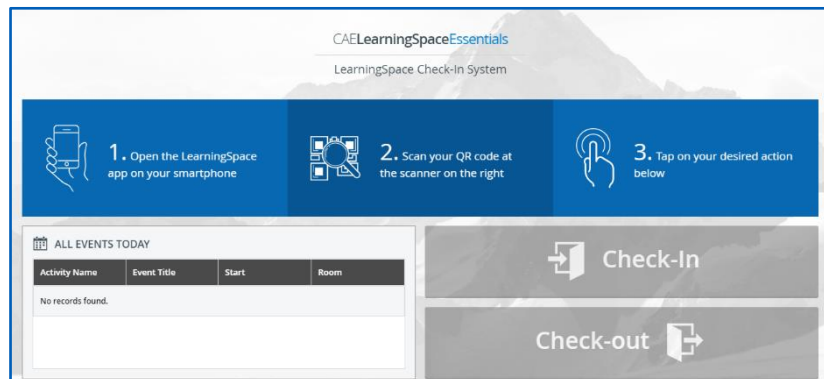 CAELearningSpaceEssentials
LearningSpace Check-In System
1. Open the LearningSpace
app on your smartphone
2. Scan your QR code at
the scanner on the right
3. Tap on your desired action
below
ALL EVENTS TODAY
Activity Name Event Title Start Room
No records found.
Check-In
Check-out